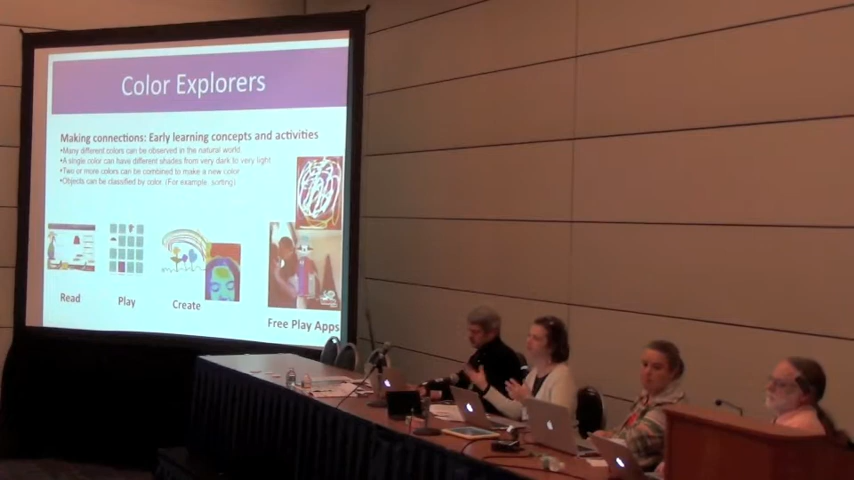 Color Explorers
Making connections: Early learning concepts and activities
•Many different colors can be observed in the natural world.
•A single color can have different shades from very dark to very light
•Two or more colors can be combined to make a new color
•Objects can be classified by color. (For example: sorting)
Read
Play
Create
Free Play Apps